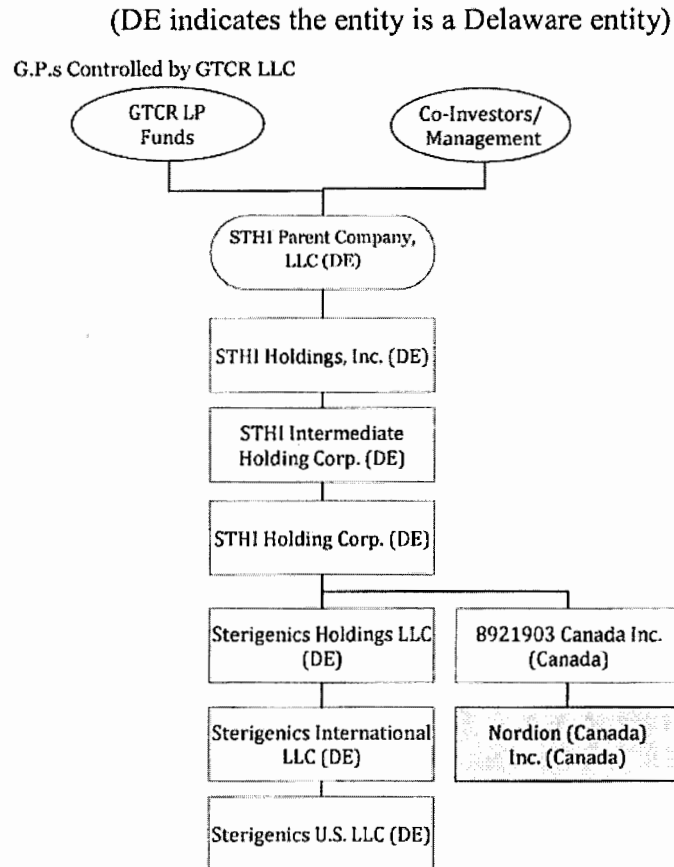 (DE indicates the entity is a Delaware entity)
G.P.s Controlled by GTCR LLC
GTCR LP
Funds
Co-Investors/
Management
STHI Parent Company,
LLC (DE)
STHI Holdings, Inc. (DE)
STHI Intermediate
Holding Corp. (DE)
STHI Holding Corp. (DE)
Sterigenics Holdings LLC
(DE)
8921903 Canada Inc.
(Canada)
Sterigenics International
LLC (DE)
Nordion (Canada)
Inc. (Canada)
Sterigenics U.S. LLC (DE)